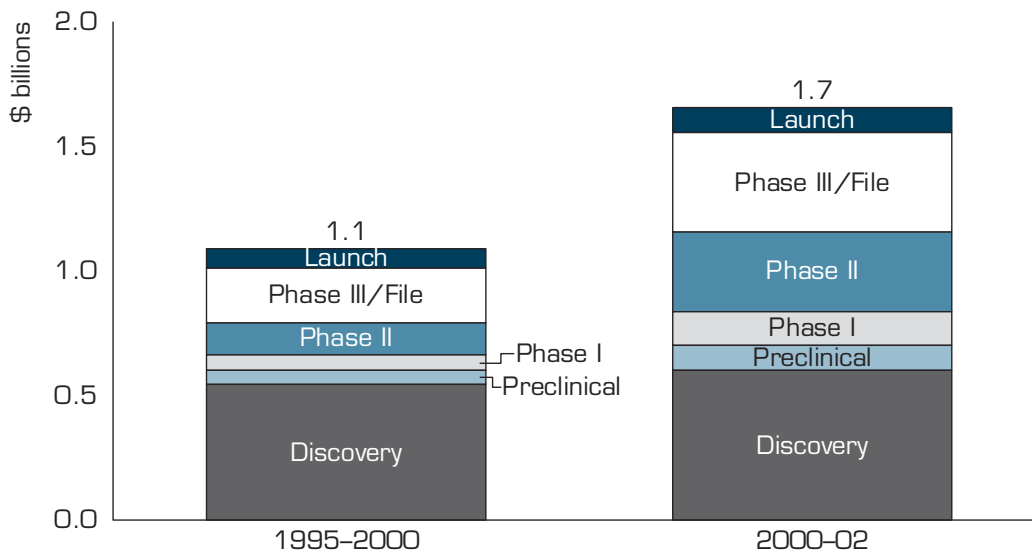 $ billions
2.0
1.5
1.0
0.5
0.0
1.1
Launch
Phase III/File
Phase II
Phase I
Preclinical
Discovery
1995–2000
1.7
Launch
Phase III/File
Phase II
Phase I
Preclinical
Discovery
2000–02